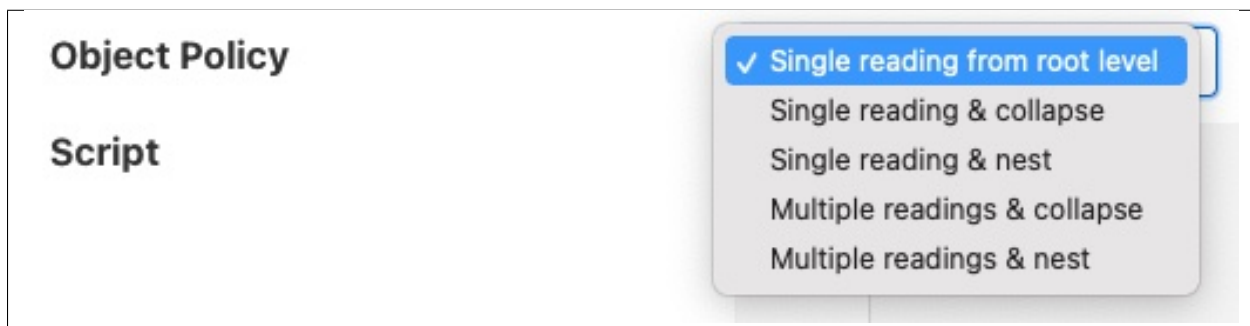 Object Policy
✓ Single reading from root level
Single reading & collapse
Script
Single reading & nest
Multiple readings & collapse
Multiple readings & nest